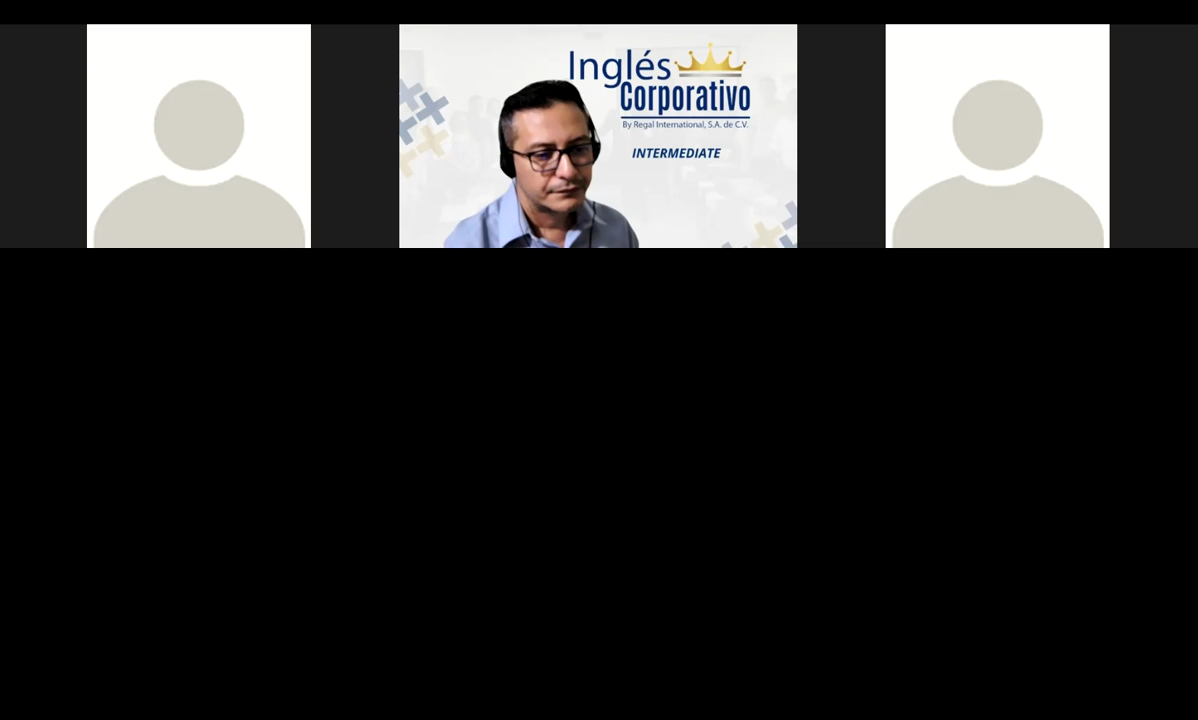 Inglés
Corporativo
By Regal International, S.A. de C.V.
INTERMEDIATE